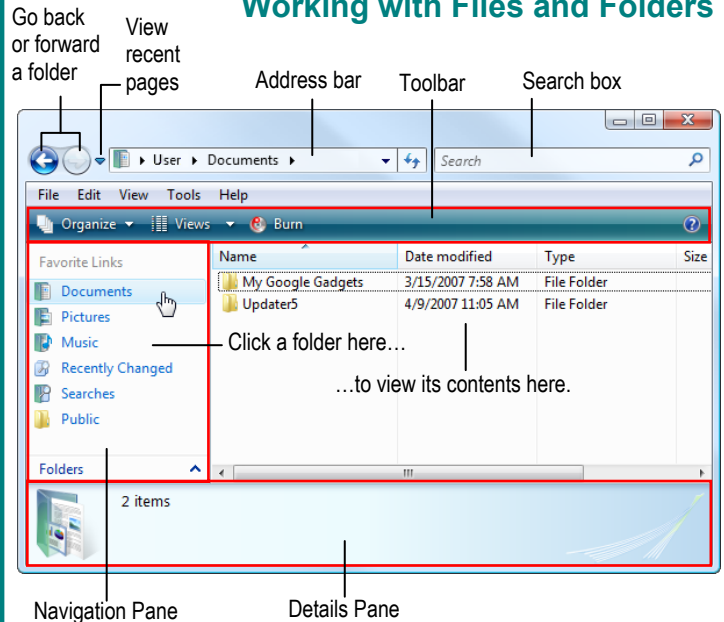 Working with Files and Folders
Go back
or forward
a folder
View
recent
pages
Address bar
Toolbar
Search box
User
Documents
Search
File Edit View Tools Help
Organize Views Burn
Favorite Links
Documents
Pictures
Music
Recently Changed
Searches
Public
Folders
Name Date modified Type Size
My Google Gadgets 3/15/2007 7:58 AM File Folder
Updater5 4/9/2007 11:05 AM File Folder
Click a folder here…
…to view its contents here.
2 items
Navigation Pane
Details Pane